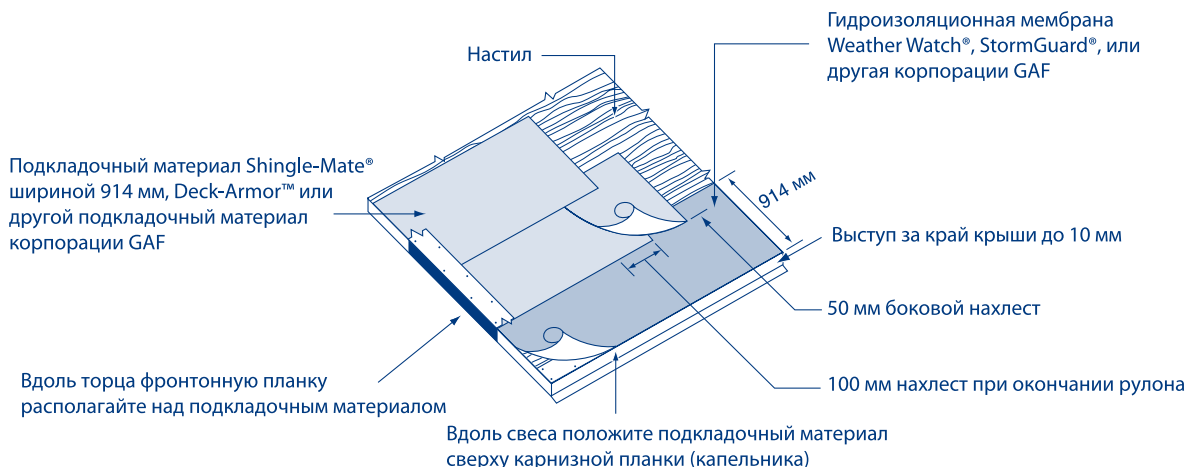 Гидроизоляционная мембрана
Weather Watch®, StormGuard®, или
другая корпорации GAF
Настил
Подкладочный материал Shingle-Mate®
шириной 914 мм, Deck-Armor™ или
другой подкладочный материал
корпорации GAF
914 мм
Выступ за край крыши до 10 мм
50 мм боковой нахлест
100 мм нахлест при окончании рулона
Вдоль торца фронтонную планку
располагайте над подкладочным материалом
Вдоль свеса положите подкладочный материал
сверху карнизной планки (капельника)